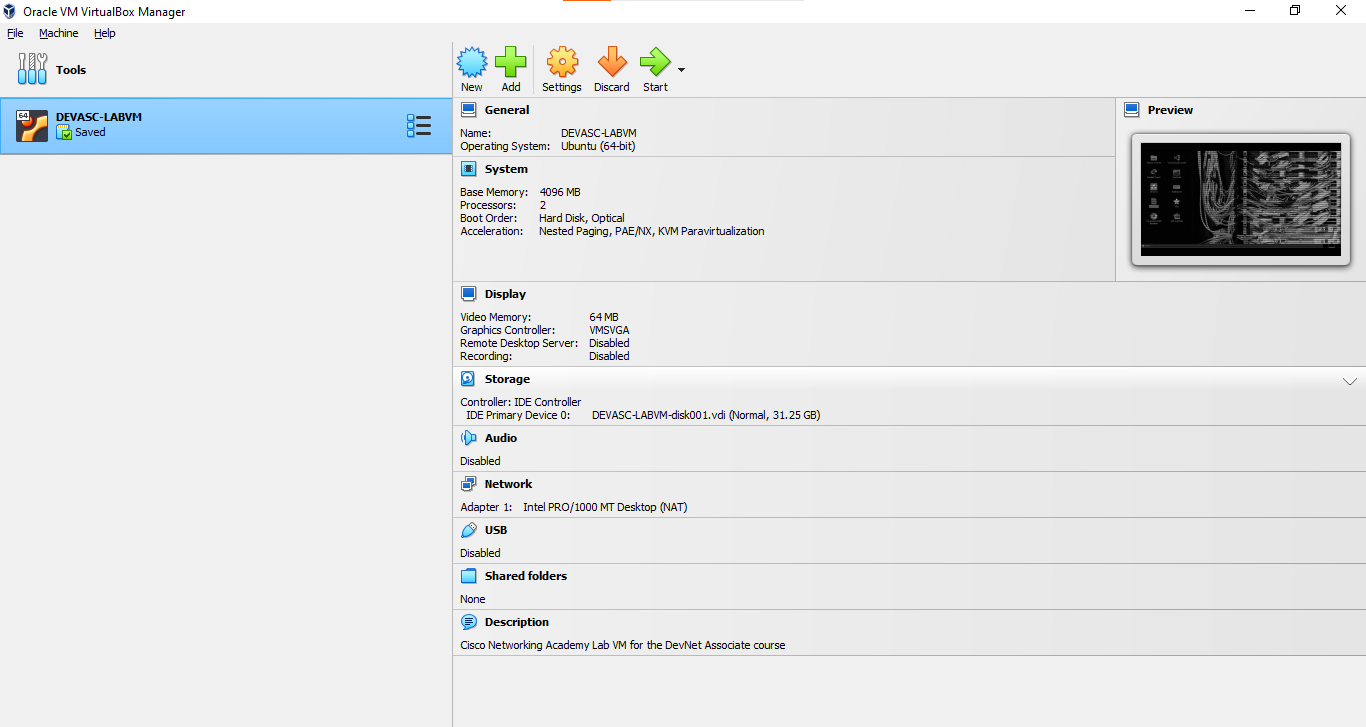 Oracle VM VirtualBox Manager
File Machine Help
Tools
New Add Settings Discard Start
64
DEVASC-LABVM
Saved
General
Name: DEVASC-LABVM
Operating System: Ubuntu (64-bit)
Preview
System
Base Memory: 4096 MB
Processors: 2
Boot Order: Hard Disk, Optical
Acceleration: Nested Paging, PAE/NX, KVM Paravirtualization
Display
Video Memory: 64 MB
Graphics Controller: VMSVGA
Remote Desktop Server: Disabled
Recording: Disabled
Storage
Controller: IDE Controller
IDE Primary Device 0: DEVASC-LABVM-disk001.vdi (Normal, 31.25 GB)
Audio
Disabled
Network
Adapter 1: Intel PRO/1000 MT Desktop (NAT)
USB
Disabled
Shared folders
None
Description
Cisco Networking Academy Lab VM for the DevNet Associate course